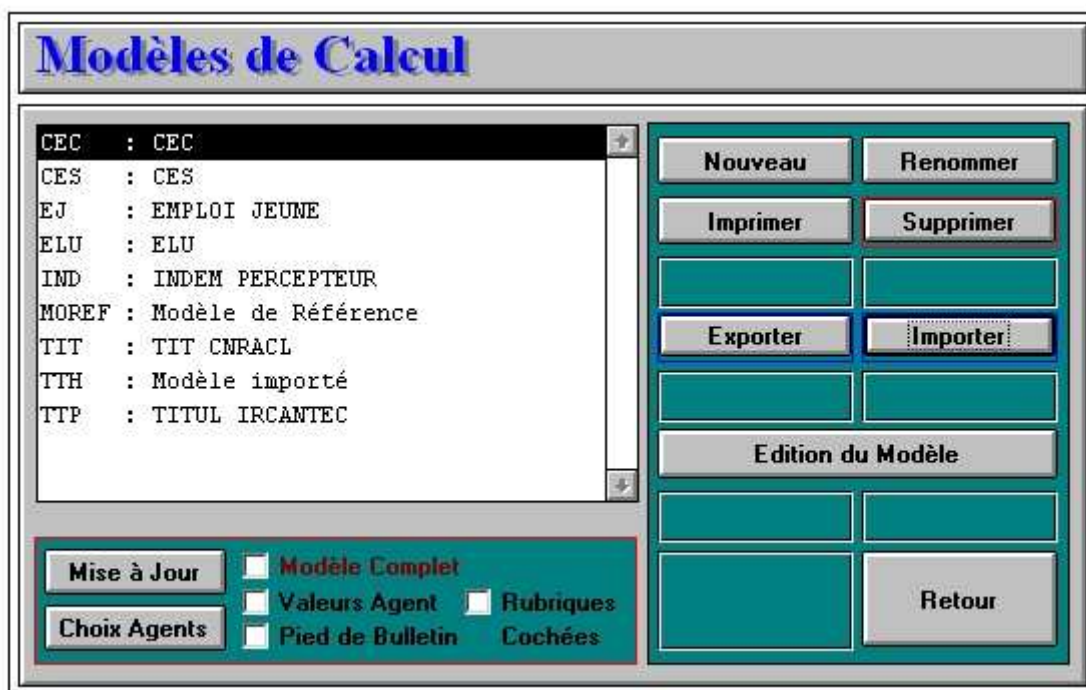 Modèles de Calcul
CEC : CEC
CES : CES
EJ : EMPLOI JEUNE
ELU : ELU
IND : INDEM PERCEPTEUR
MOREF : Modèle de Référence
TIT : TIT CNRACL
TTH : Modèle importé
TTP : TITUL IRCANTEC
Nouveau Renommer
Imprimer Supprimer
Exporter Importer
Edition du Modèle
Retour
Mise à Jour
Choix Agents
Modèle Complet
Valeurs Agent Rubriques
Pied de Bulletin Cochées